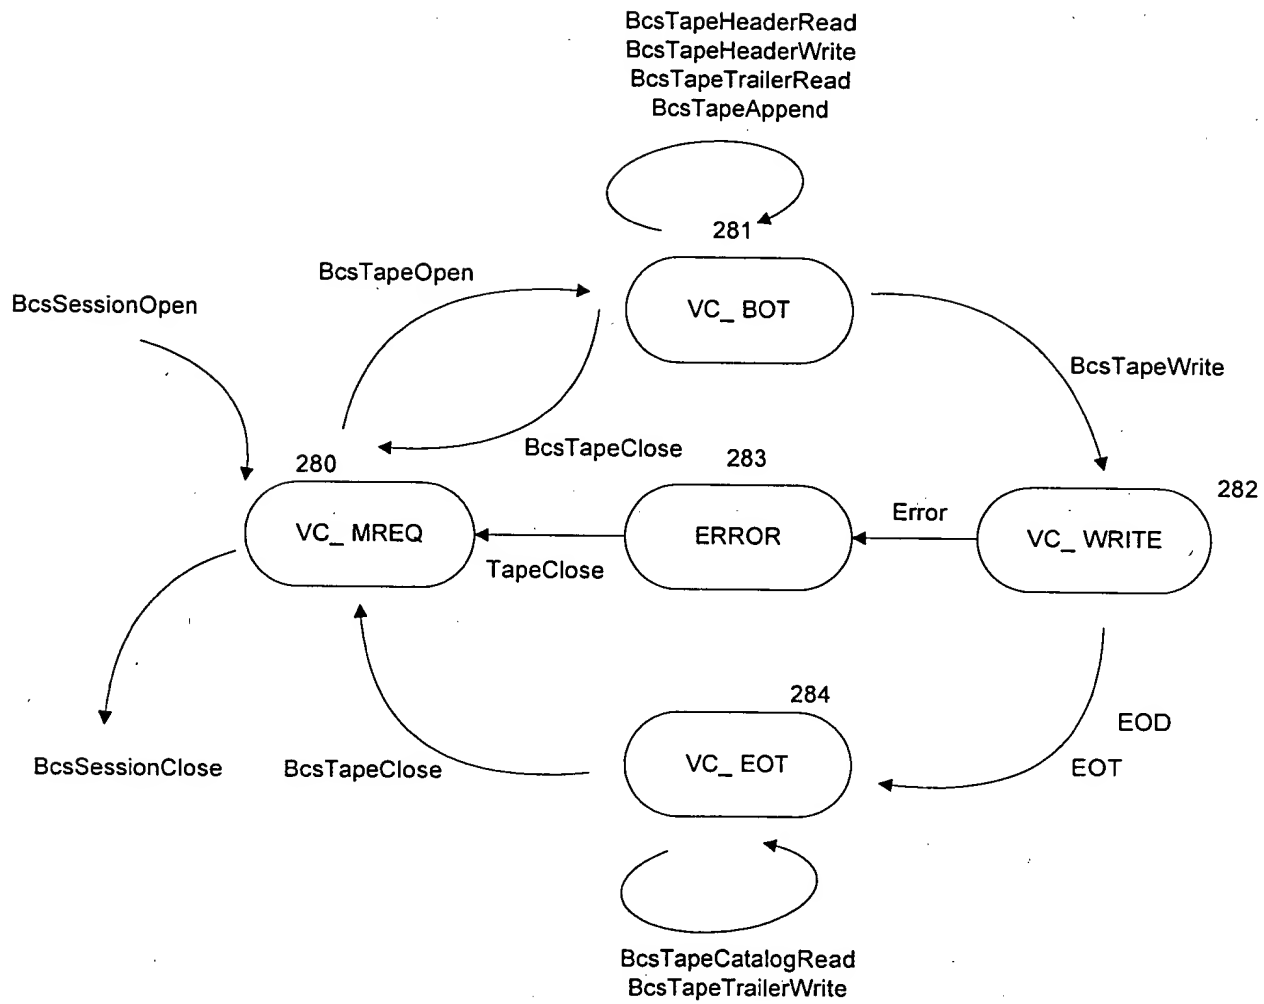 BcsTapeHeaderRead
BcsTapeHeaderWrite
BcsTapeTrailerRead
BcsTapeAppend
281
BcsTapeOpen
BcsSessionOpen
VC_ BOT
BcsTapeWrite
BcsTapeClose
280
283
282
VC_ MREQ
ERROR
Error
VC_ WRITE
TapeClose
284
EOD
BcsSessionClose
BcsTapeClose
VC_ EOT
EOT
BcsTapeCatalogRead
BcsTapeTrailerWrite